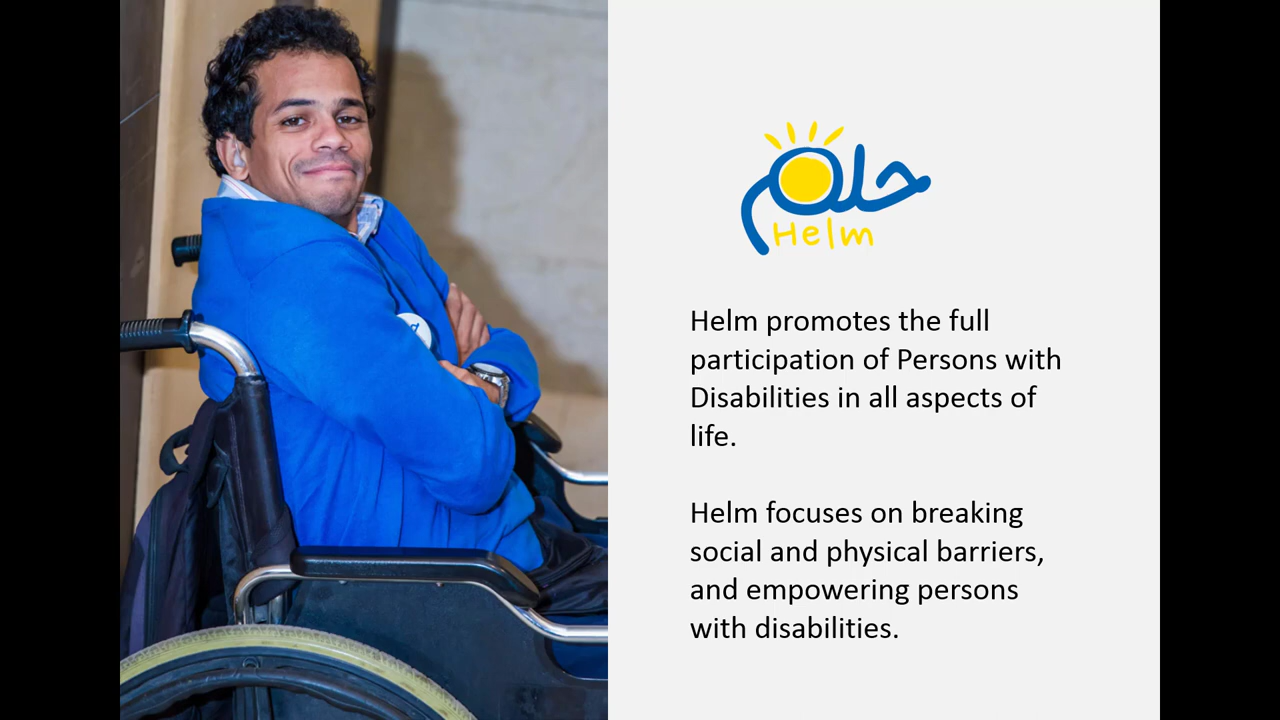 حلم
Helm
Helm promotes the full
participation of Persons with
Disabilities in all aspects of
life.
Helm focuses on breaking
social and physical barriers,
and empowering persons
with disabilities.